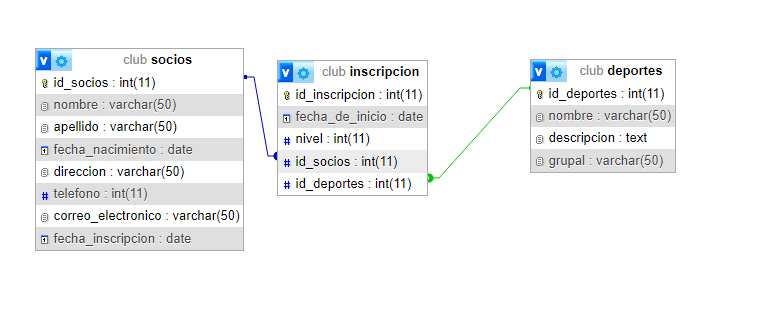 club socios
id_socios : int(11)
nombre : varchar(50)
apellido : varchar(50)
fecha_nacimiento : date
direccion : varchar(50)
telefono : int(11)
correo_electronico : varchar(50)
fecha_inscripcion : date
club inscripcion
id_inscripcion : int(11)
fecha_de_inicio : date
nivel : int(11)
id_socios : int(11)
id_deportes : int(11)
club deportes
id_deportes : int(11)
nombre : varchar(50)
descripcion : text
grupal : varchar(50)